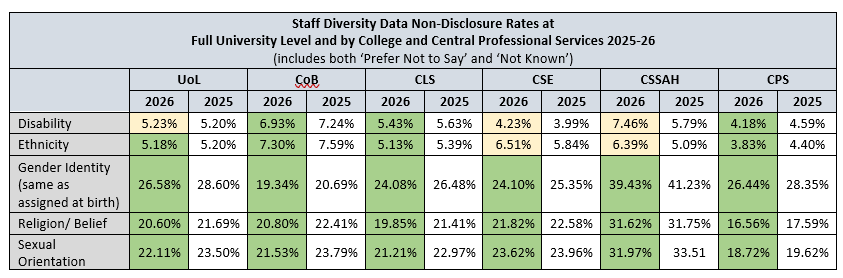 Staff Diversity Data Non-Disclosure Rates at
Full University Level and by College and Central Professional Services 2025-26
(includes both ‘Prefer Not to Say’ and ‘Not Known’)
UoL CoB CLS CSE CSSAH CPS
2026 2025 2026 2025 2026 2025 2026 2025 2026 2025 2026 2025
Disability 5.23% 5.20% 6.93% 7.24% 5.43% 5.63% 4.23% 3.99% 7.46% 5.79% 4.18% 4.59%
Ethnicity 5.18% 5.20% 7.30% 7.59% 5.13% 5.39% 6.51% 5.84% 6.39% 5.09% 3.83% 4.40%
Gender Identity
(same as
assigned at birth) 26.58% 28.60% 19.34% 20.69% 24.08% 26.48% 24.10% 25.35% 39.43% 41.23% 26.44% 28.35%
Religion/ Belief 20.60% 21.69% 20.80% 22.41% 19.85% 21.41% 21.82% 22.58% 31.62% 31.75% 16.56% 17.59%
Sexual
Orientation 22.11% 23.50% 21.53% 23.79% 21.21% 22.97% 23.62% 23.96% 31.97% 33.51 18.72% 19.62%